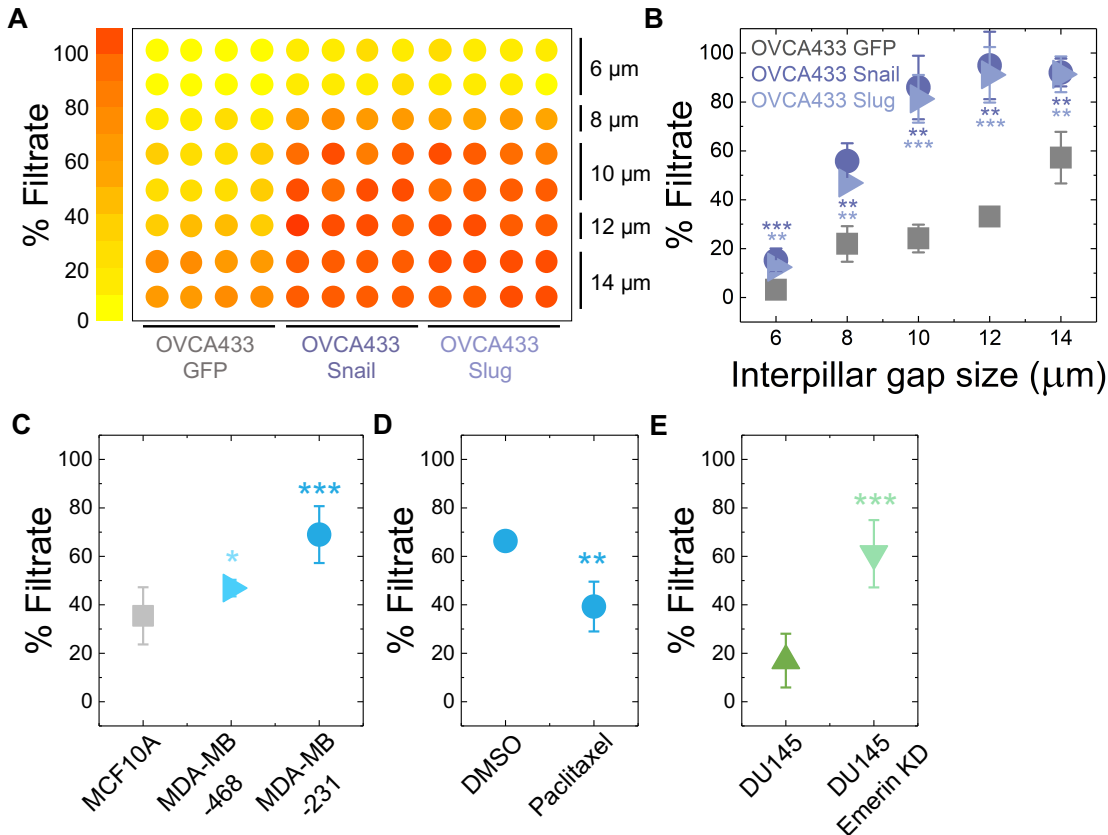 A
100
80
60
40
20
0
% Filtrate
6 µm
8 µm
10 µm
12 µm
14 µm
OVCA433
GFP
OVCA433
Snail
OVCA433
Slug
B
100
80
60
40
20
0
% Filtrate
OVCA433 GFP
OVCA433 Snail
OVCA433 Slug
***
**
**
**
**
***
**
***
**
**
6
8
10
12
14
Interpillar gap size (µm)
C
100
80
60
40
20
0
% Filtrate
*
***
MCF10A
MDA-MB
-468
MDA-MB
-231
D
100
80
60
40
20
0
% Filtrate
**
DMSO
Paclitaxel
E
100
80
60
40
20
0
% Filtrate
***
DU145
DU145
Emerin KD